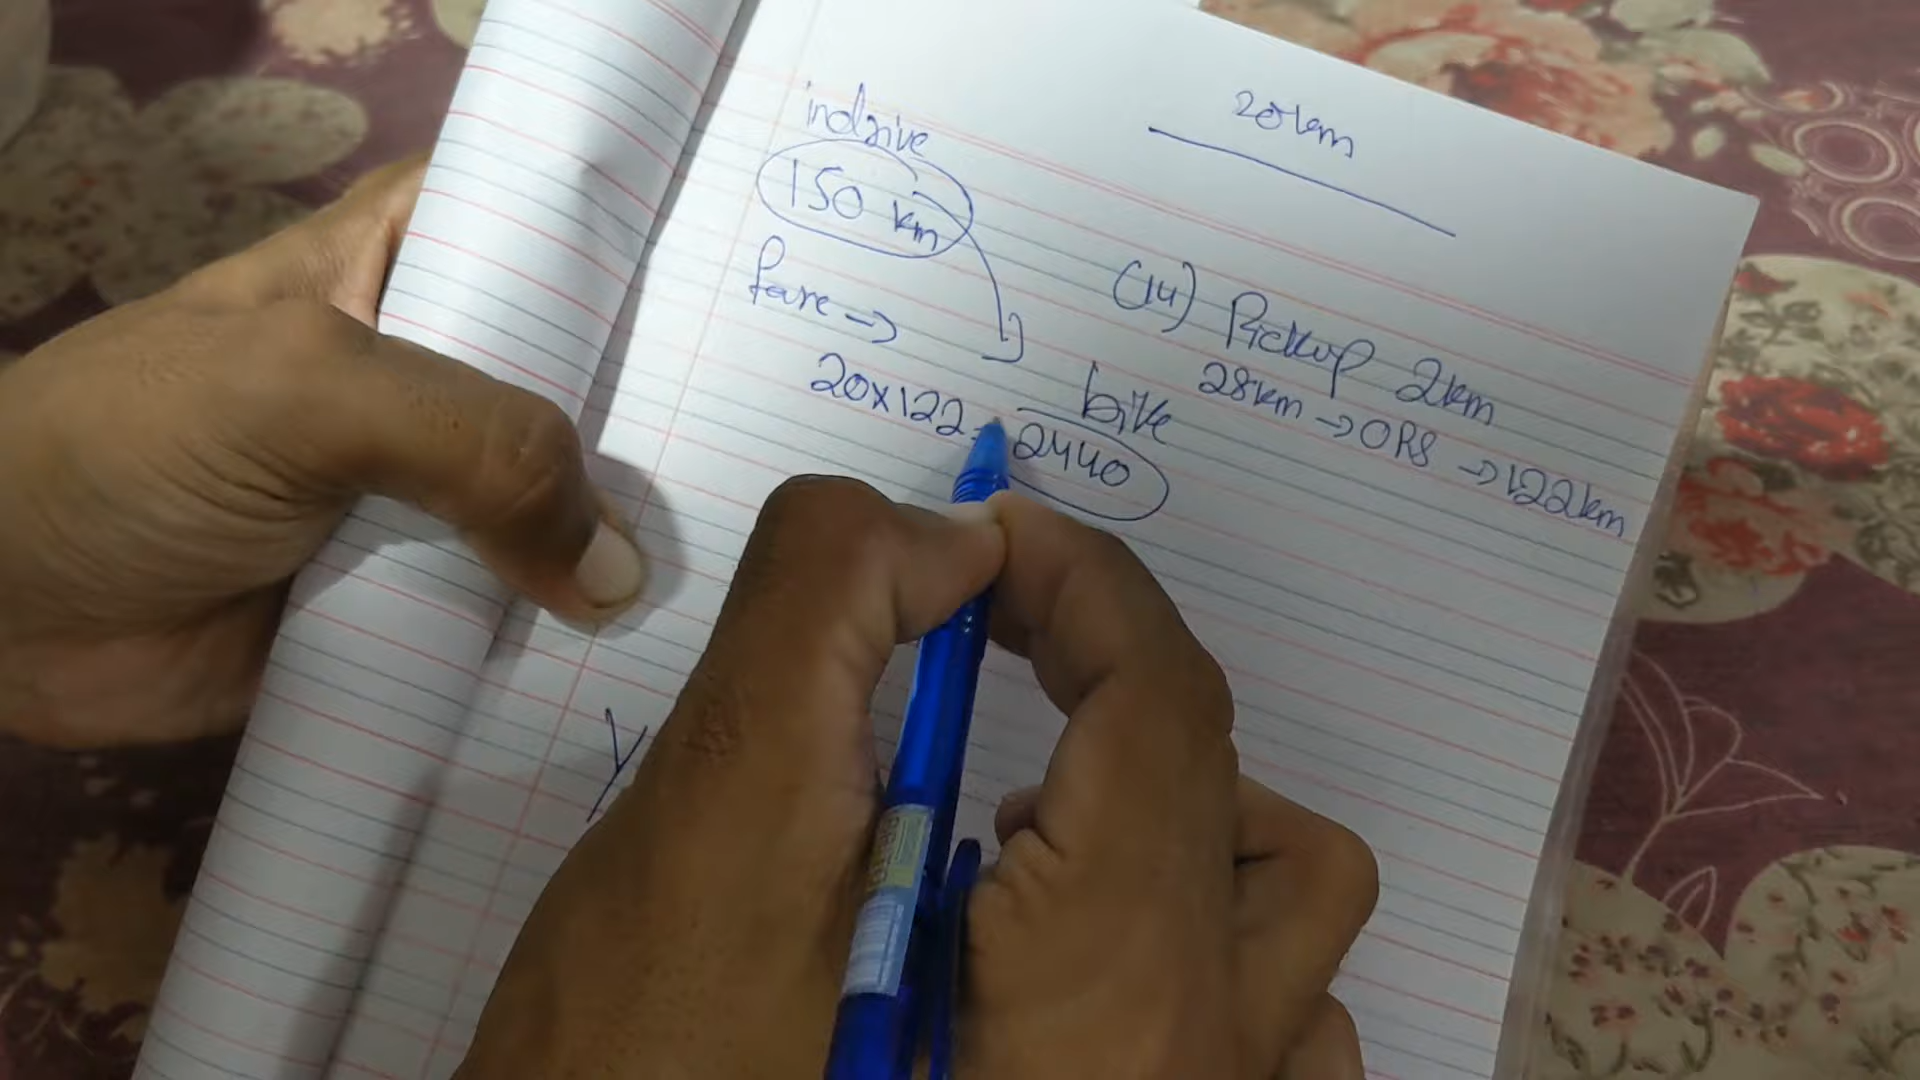 20km
indrive
150 km
fare →
(14) Pickup 2km
28km → ORS → 122km
bike
20x122 = 2440